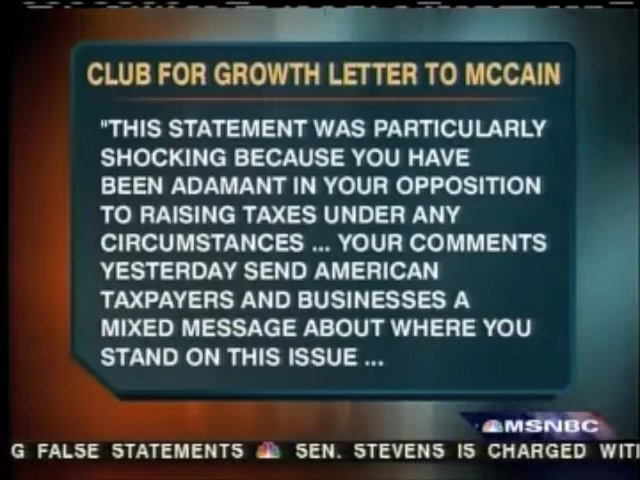 CLUB FOR GROWTH LETTER TO MCCAIN
"THIS STATEMENT WAS PARTICULARLY
SHOCKING BECAUSE YOU HAVE
BEEN ADAMANT IN YOUR OPPOSITION
TO RAISING TAXES UNDER ANY
CIRCUMSTANCES ... YOUR COMMENTS
YESTERDAY SEND AMERICAN
TAXPAYERS AND BUSINESSES A
MIXED MESSAGE ABOUT WHERE YOU
STAND ON THIS ISSUE ...
MSNBC
G FALSE STATEMENTS SEN. STEVENS IS CHARGED WIT